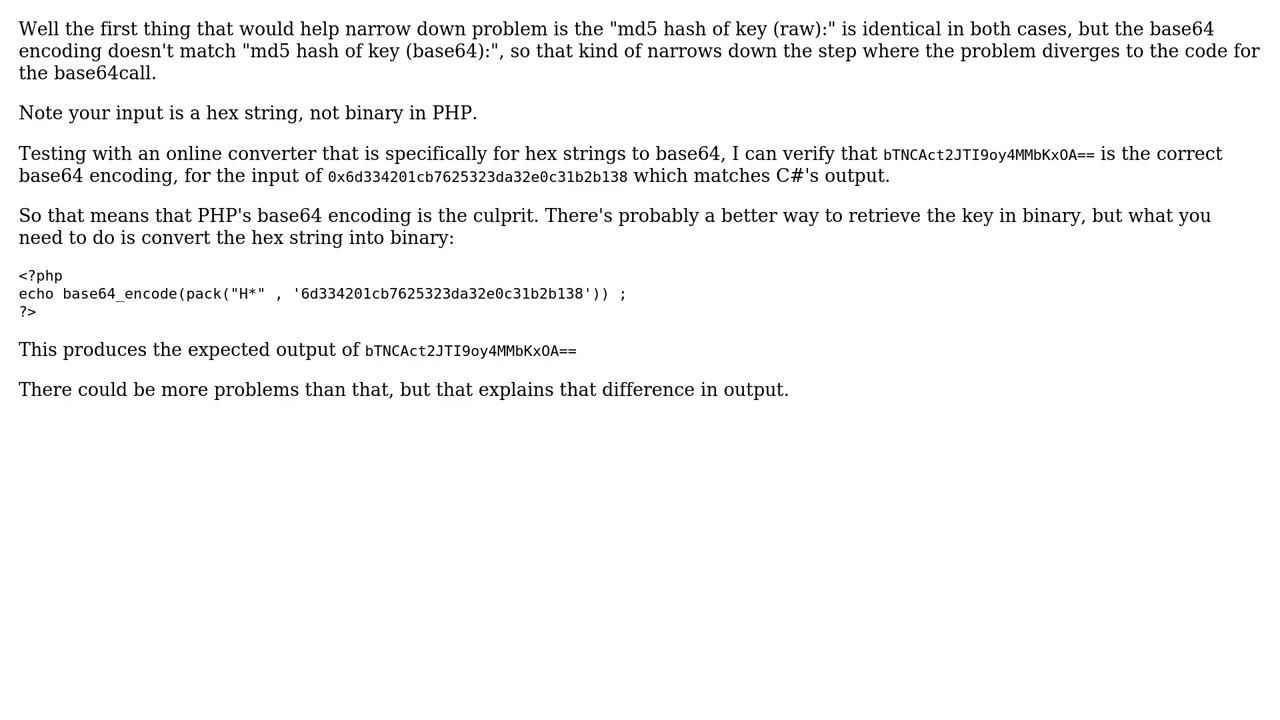 Well the first thing that would help narrow down problem is the "md5 hash of key (raw):" is identical in both cases, but the base64
encoding doesn't match "md5 hash of key (base64):", so that kind of narrows down the step where the problem diverges to the code for
the base64call.
Note your input is a hex string, not binary in PHP.
Testing with an online converter that is specifically for hex strings to base64, I can verify that bTNCAct2JTI9oy4MMbKxOA== is the correct
base64 encoding, for the input of 0x6d334201cb7625323da32e0c31b2b138 which matches C#'s output.
So that means that PHP's base64 encoding is the culprit. There's probably a better way to retrieve the key in binary, but what you
need to do is convert the hex string into binary:
<?php
echo base64_encode(pack("H*" , '6d334201cb7625323da32e0c31b2b138')) ;
?>
This produces the expected output of bTNCAct2JTI9oy4MMbKxOA==
There could be more problems than that, but that explains that difference in output.